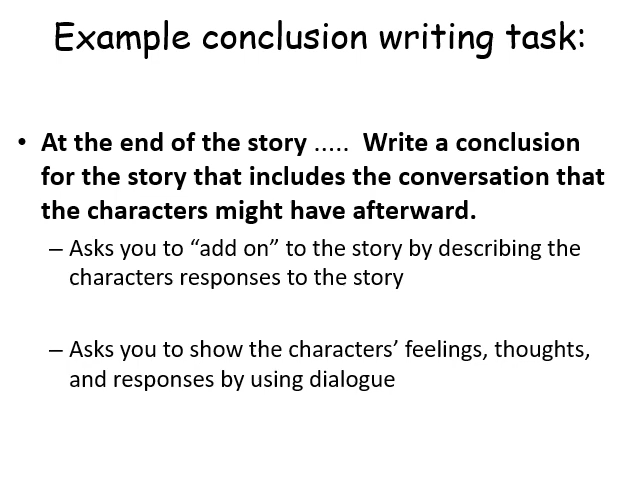 Example conclusion writing task:
• At the end of the story ..... Write a conclusion
for the story that includes the conversation that
the characters might have afterward.
– Asks you to “add on” to the story by describing the
characters responses to the story
– Asks you to show the characters’ feelings, thoughts,
and responses by using dialogue